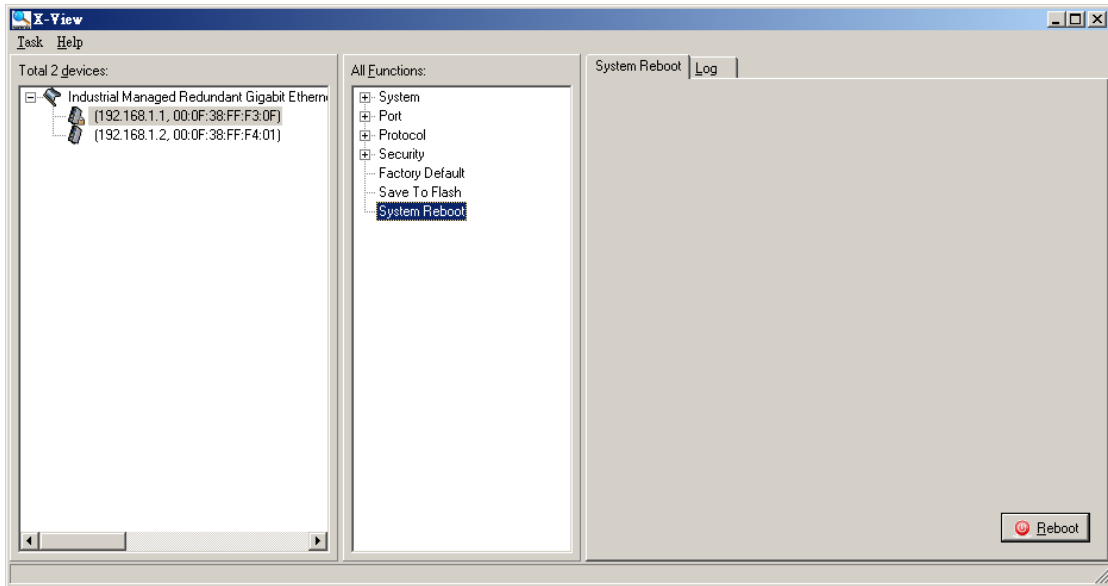 X-View
Task Help
Total 2 devices:
Industrial Managed Redundant Gigabit
(192.168.1.1, 00:0F:38:FF:F3:0F)
(192.168.1.2, 00:0F:38:FF:F4:01)
All Functions:
System
Port
Protocol
Security
Factory Default
Save To Flash
System Reboot
System Reboot Log
Reboot